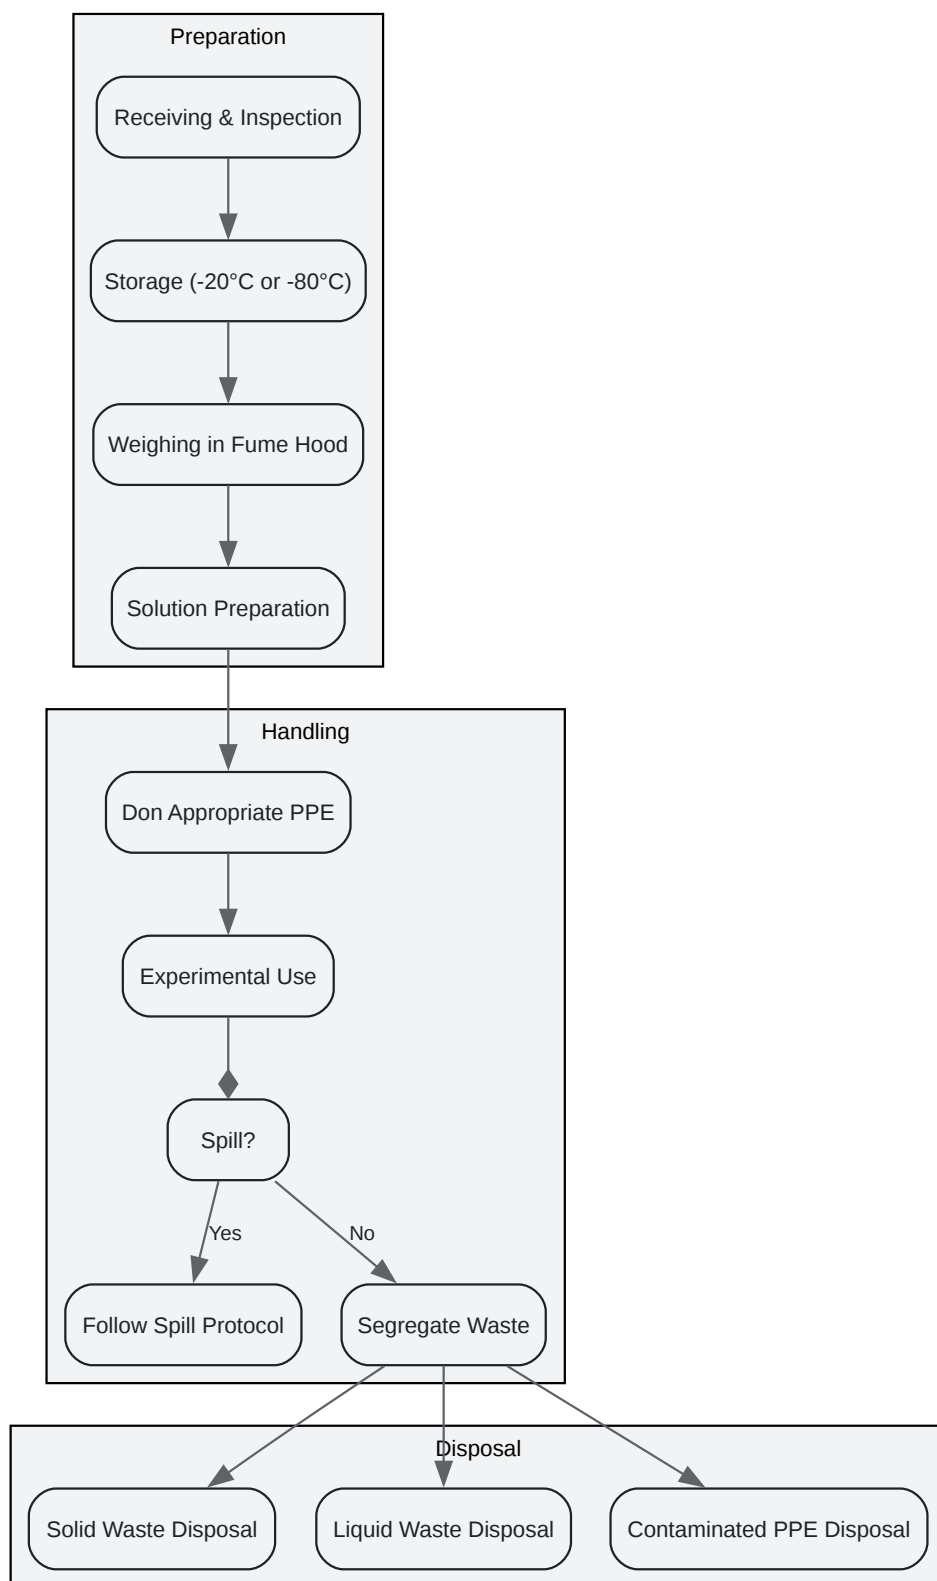 Preparation
Receiving & Inspection
Storage (-20°C or -80°C)
Weighing in Fume Hood
Solution Preparation
Handling
Don Appropriate PPE
Experimental Use
Spill?
Yes
No
Follow Spill Protocol
Segregate Waste
Disposal
Solid Waste Disposal
Liquid Waste Disposal
Contaminated PPE Disposal